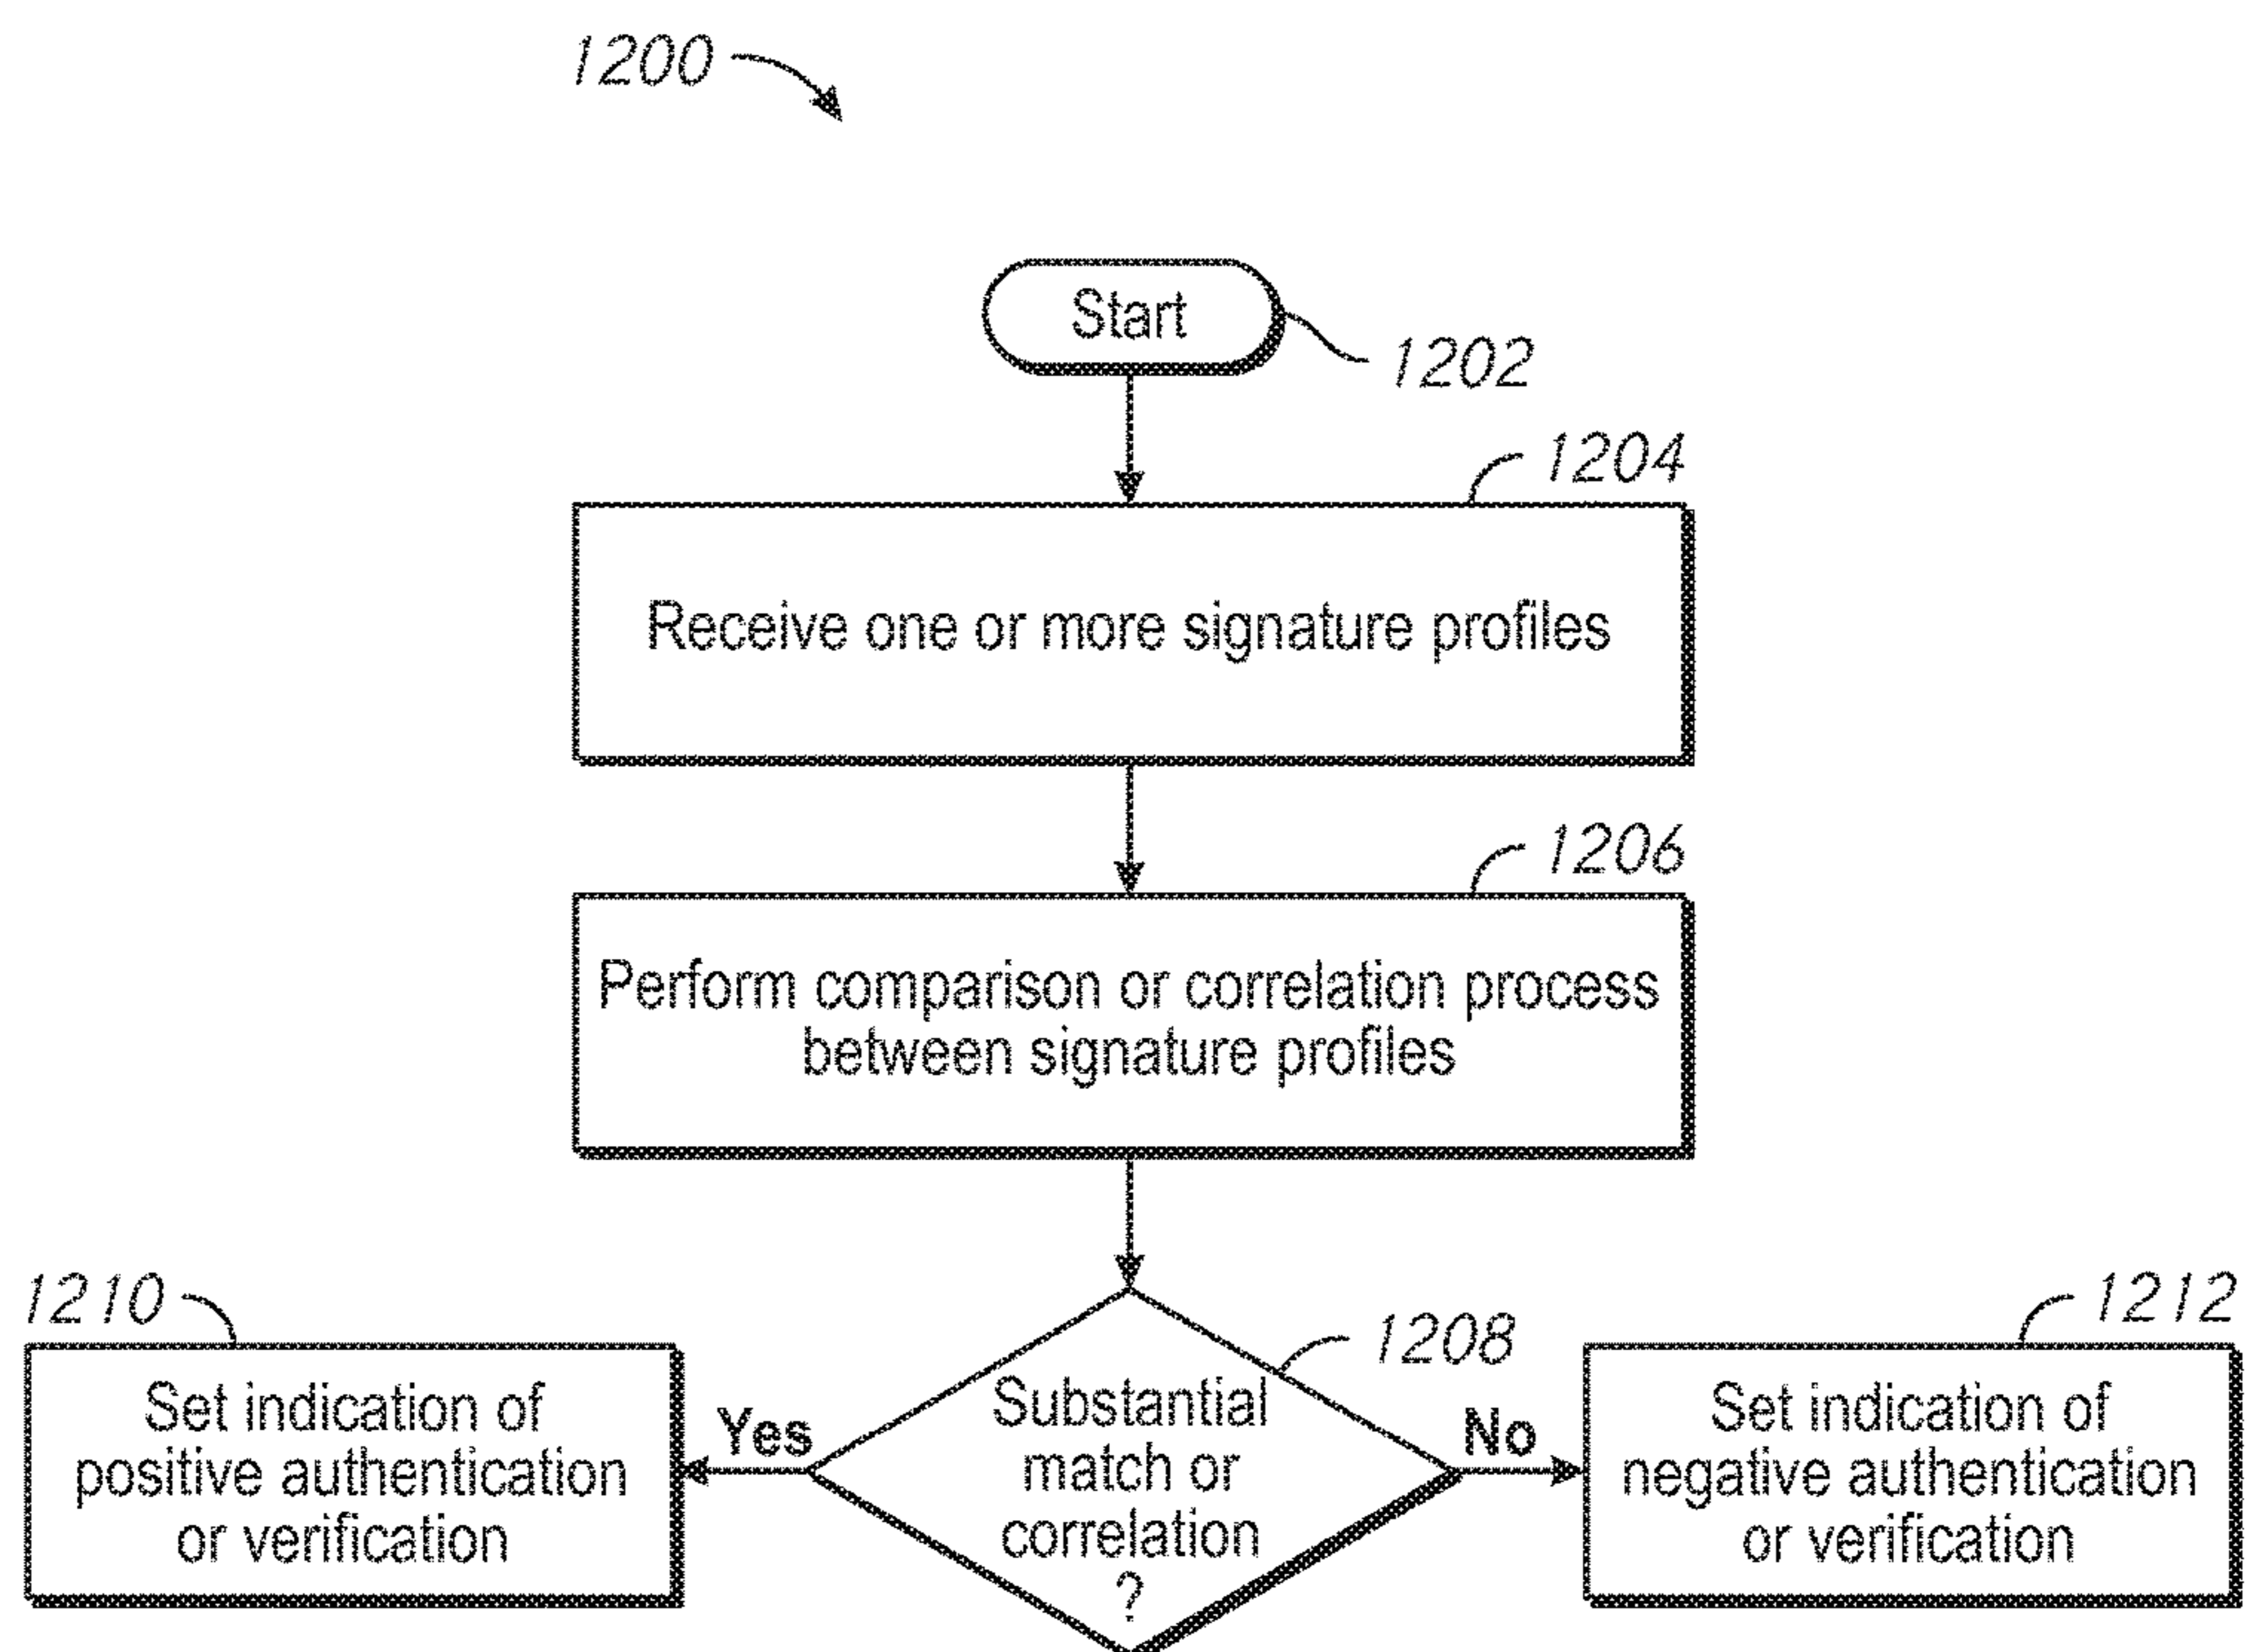 1200
Start
1202
1204
Receive one or more signature profiles
1206
Perform comparison or correlation process
between signature profiles
1208
Substantial
match or
correlation
?
Yes
1210
Set indication of
positive authentication
or verification
No
1212
Set indication of
negative authentication
or verification